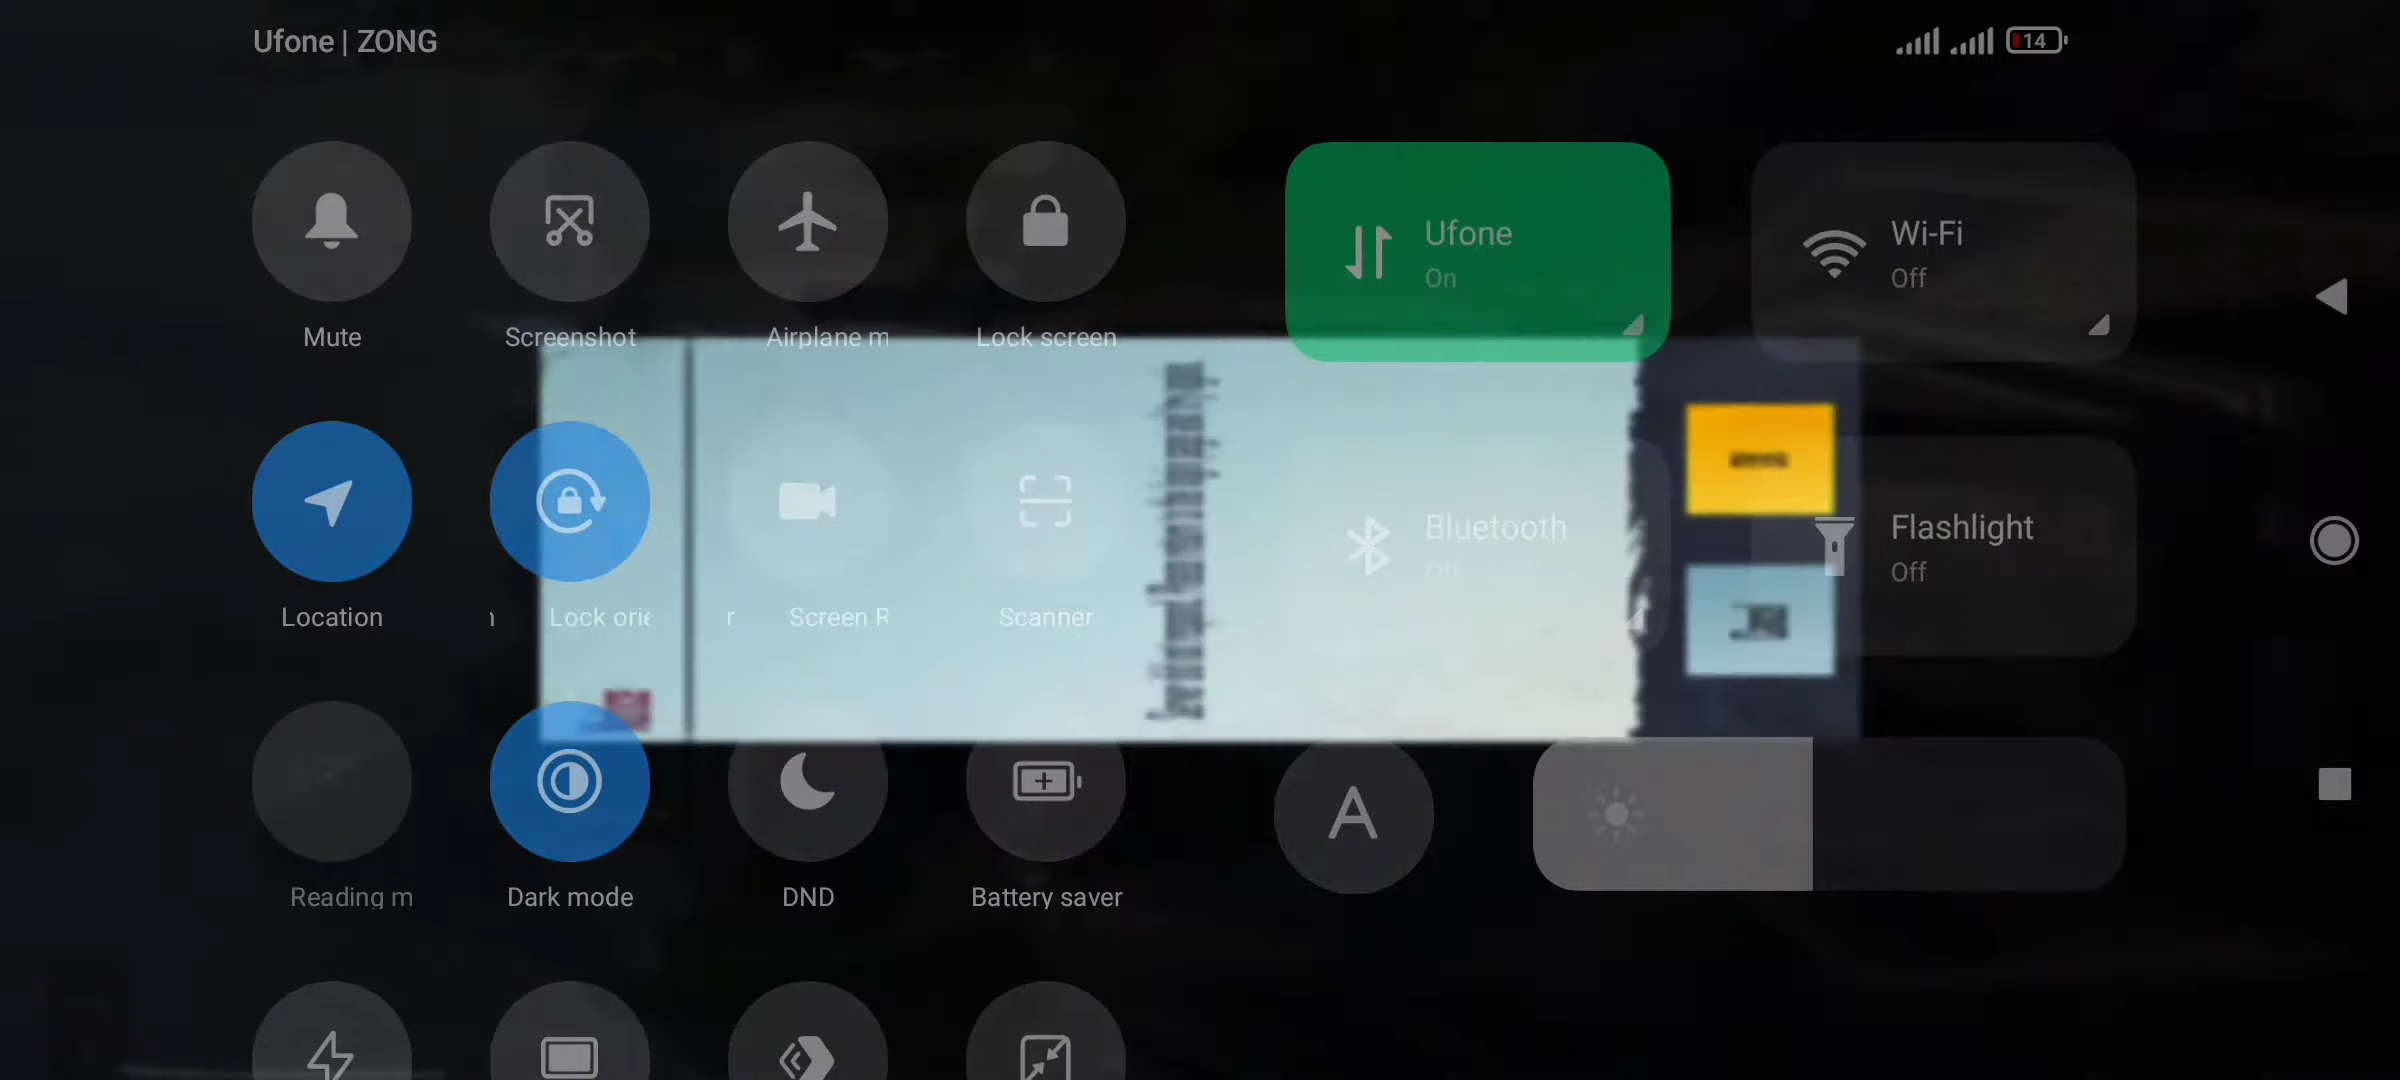 Ufone | ZONG
14
Mute
Screenshot
Airplane m
Lock screen
Ufone
On
Wi-Fi
Off
Location
Lock orie
Screen R
Scanner
Bluetooth
Off
Flashlight
Off
Reading m
Dark mode
DND
Battery saver
A